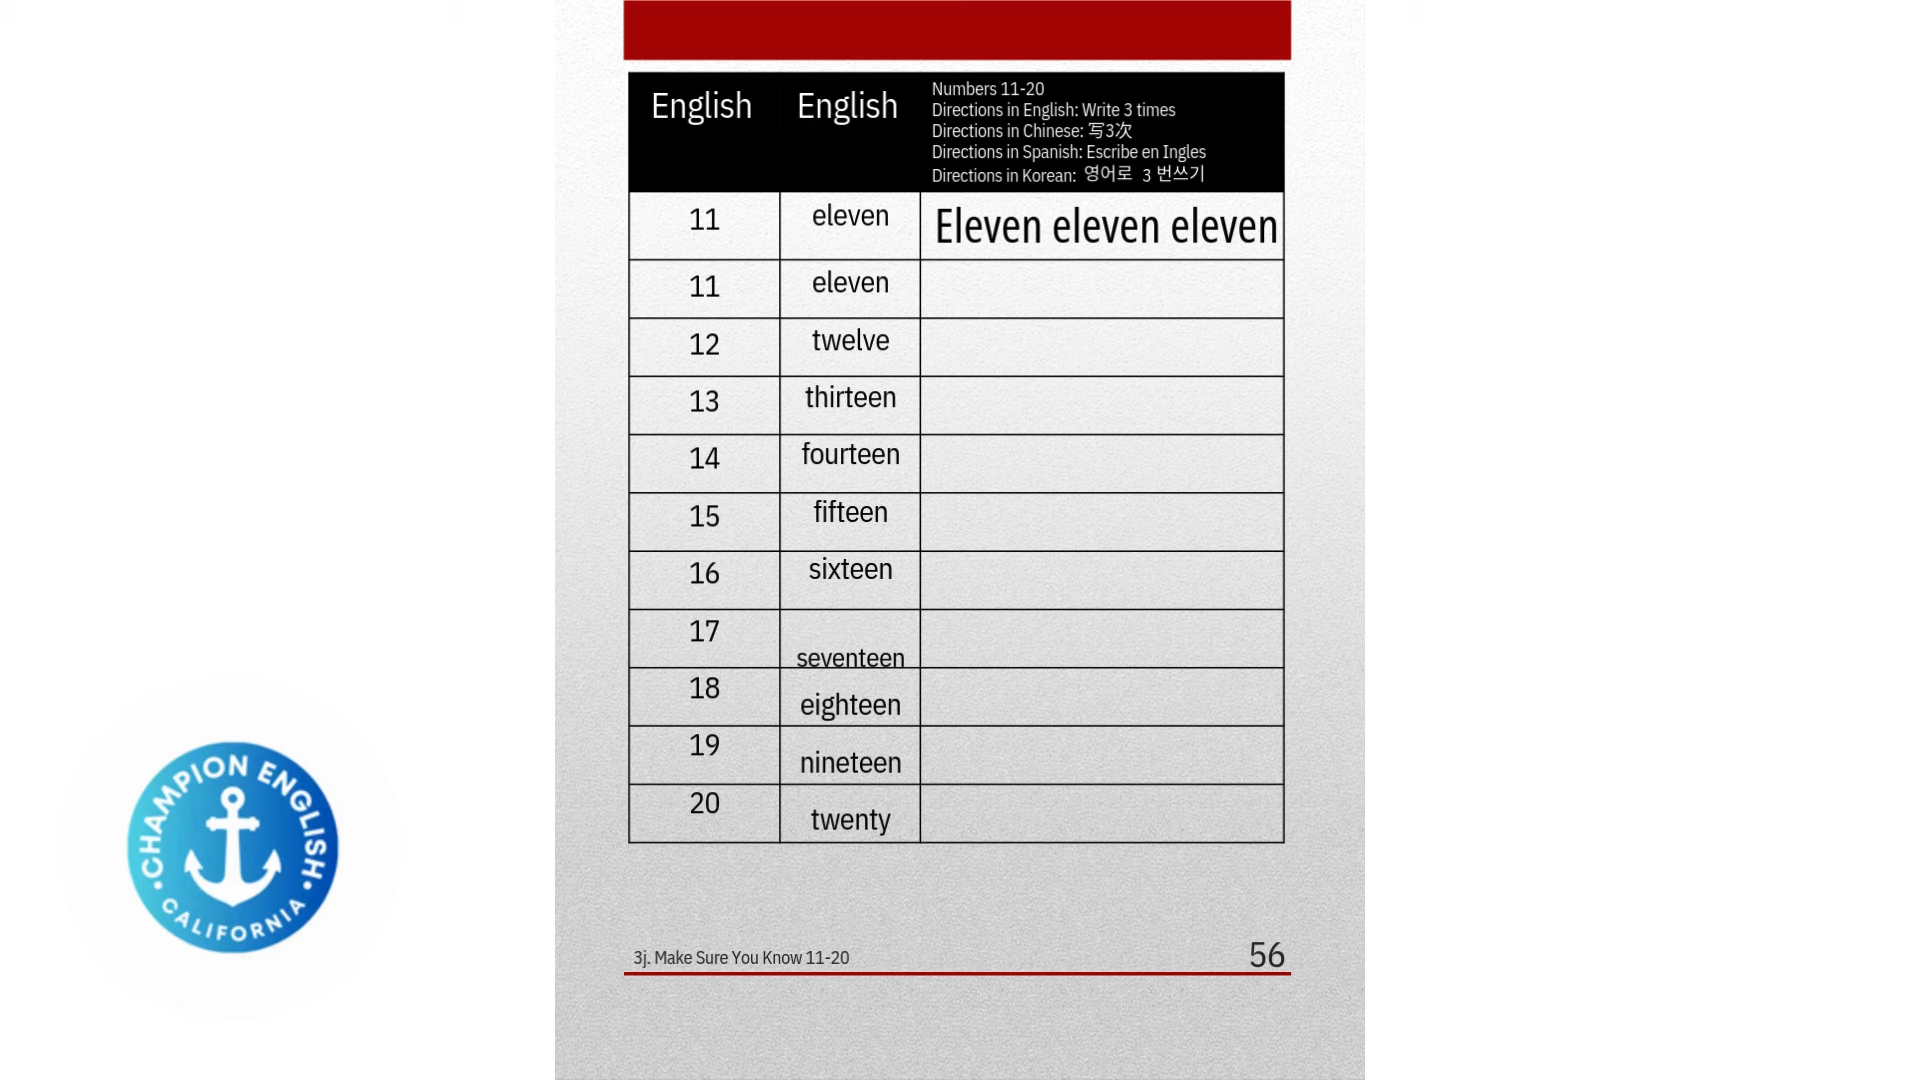 English English Numbers 11-20
Directions in English: Write 3 times
Directions in Chinese: 写3次
Directions in Spanish: Escribe en Ingles
Directions in Korean: 영어로 3 번쓰기
11 eleven Eleven eleven eleven
11 eleven
12 twelve
13 thirteen
14 fourteen
15 fifteen
16 sixteen
17 seventeen
18 eighteen
19 nineteen
20 twenty
CHAMPION ENGLISH
CALIFORNIA
3j. Make Sure You Know 11-20 56